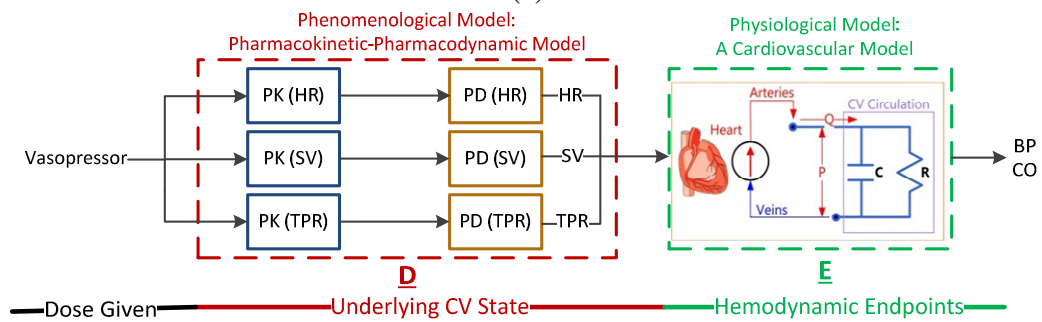 Phenomenological Model:
Pharmacokinetic-Pharmacodynamic Model
Physiological Model:
A Cardiovascular Model
Vasopressor
PK (HR)
PD (HR)
HR
PK (SV)
PD (SV)
SV
PK (TPR)
PD (TPR)
TPR
Arteries
CV Circulation
Q
Heart
P
C
R
Veins
BP
CO
D
E
Dose Given
Underlying CV State
Hemodynamic Endpoints